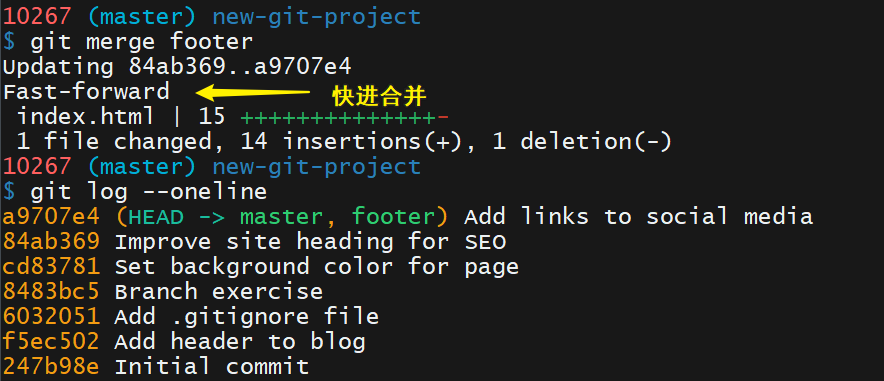 10267 (master) new-git-project
$ git merge footer
Updating 84ab369..a9707e4
Fast-forward 快进合并
index.html | 15 ++++++++++++++-
1 file changed, 14 insertions(+), 1 deletion(-)
10267 (master) new-git-project
$ git log --oneline
a9707e4 (HEAD -> master, footer) Add links to social media
84ab369 Improve site heading for SEO
cd83781 Set background color for page
8483bc5 Branch exercise
6032051 Add .gitignore file
f5ec502 Add header to blog
247b98e Initial commit